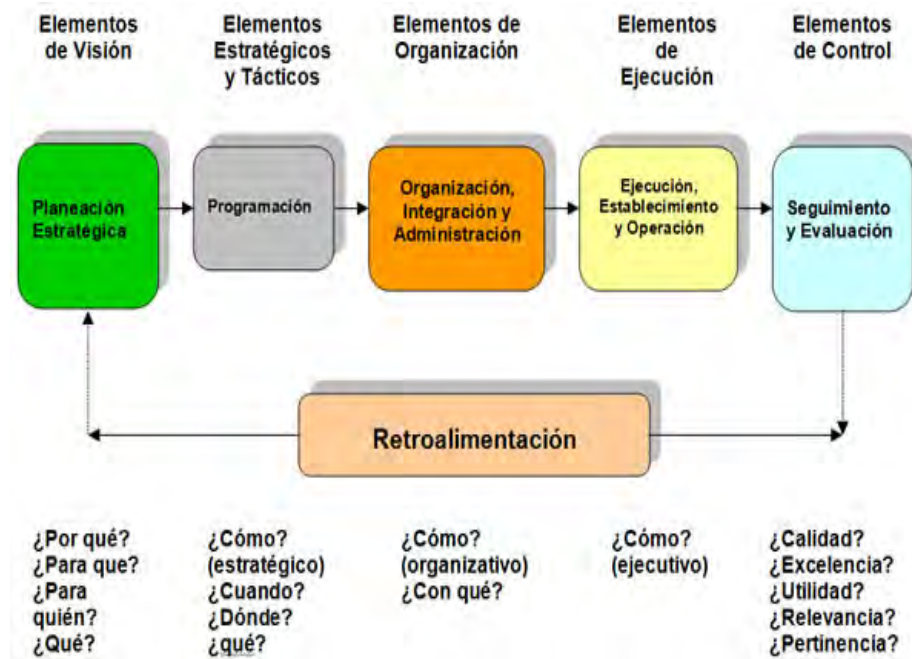 Elementos
de Visión
Elementos
Estratégicos
y Tácticos
Elementos de
Organización
Elementos
de
Ejecución
Elementos
de Control
Planeación
Estratégica
Programación
Organización,
Integración y
Administración
Ejecución,
Establecimiento
y Operación
Seguimiento
y Evaluación
Retroalimentación
¿Por qué?
¿Para que?
¿Para
quién?
¿Qué?
¿Cómo?
(estratégico)
¿Cuando?
¿Dónde?
¿qué?
¿Cómo?
(organizativo)
¿Con qué?
¿Cómo?
(ejecutivo)
¿Calidad?
¿Excelencia?
¿Utilidad?
¿Relevancia?
¿Pertinencia?